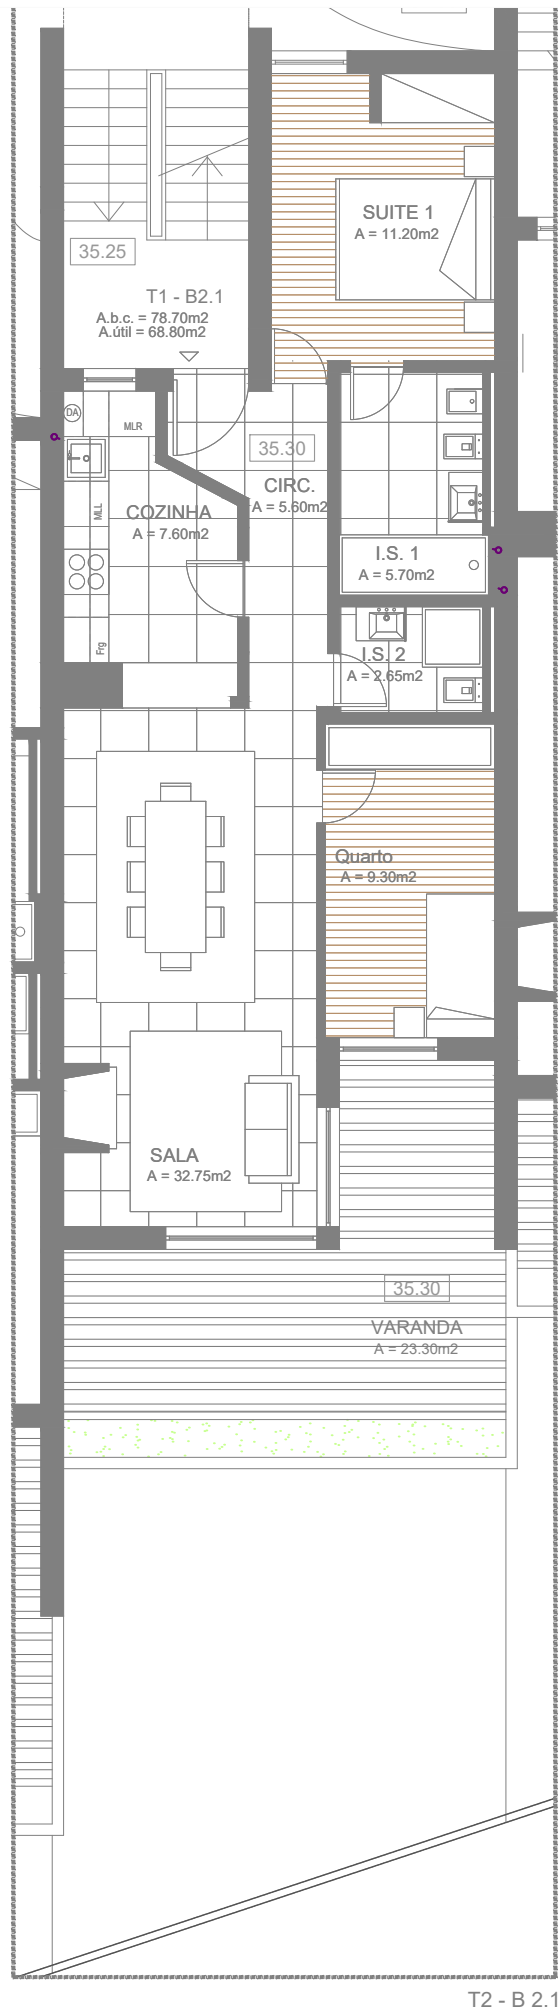 SUITE 1
A = 11.20m2
35.25
T1 - B2.1
A.b.c. = 78.70m2
A.útil = 68.80m2
DA
MLR
35.30
CIRC.
A = 5.60m2
MLL
COZINHA
A = 7.60m2
I.S. 1
A = 5.70m2
Frg
I.S. 2
A = 2.65m2
Quarto
A = 9.30m2
SALA
A = 32.75m2
35.30
VARANDA
A = 23.30m2
T2 - B 2.1